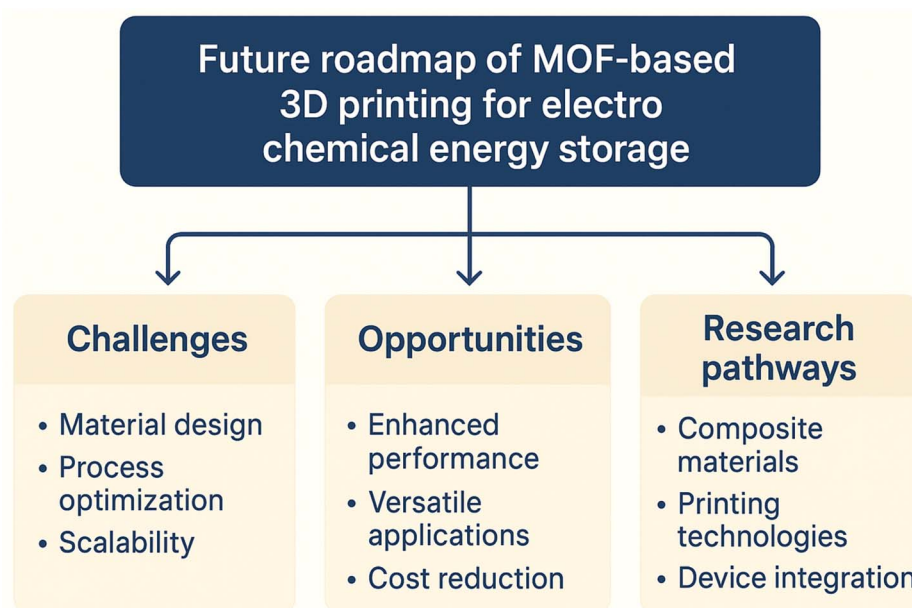 Future roadmap of MOF-based
3D printing for electro
chemical energy storage
Challenges
• Material design
• Process
optimization
• Scalability
Opportunities
• Enhanced
performance
• Versatile
applications
• Cost reduction
Research
pathways
• Composite
materials
• Printing
technologies
• Device integration